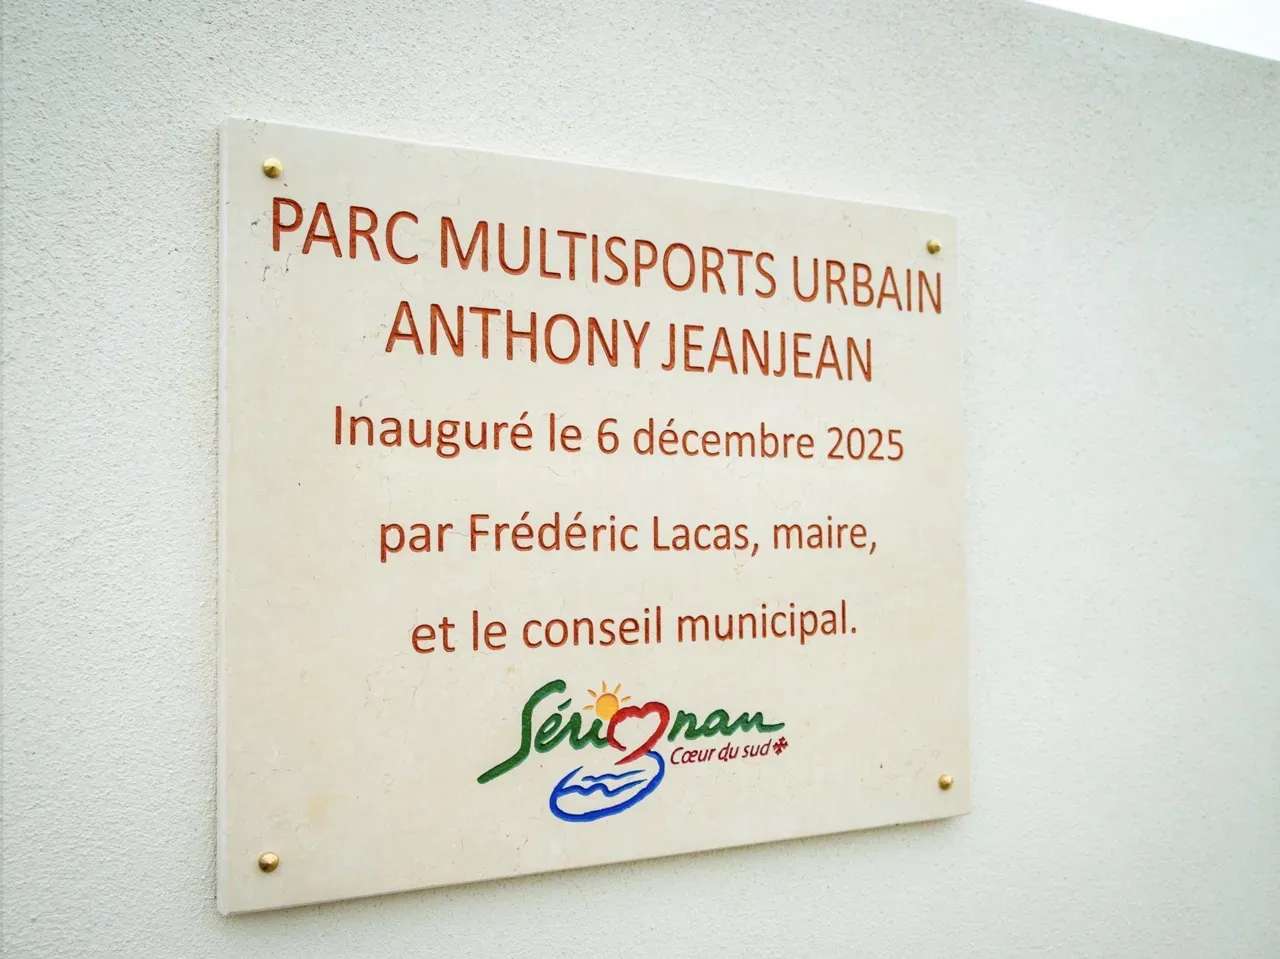 PARC MULTISPORTS URBAIN
ANTHONY JEANJEAN
Inauguré le 6 décembre 2025
par Frédéric Lacas, maire,
et le conseil municipal.
Sérignan
Cœur du sud